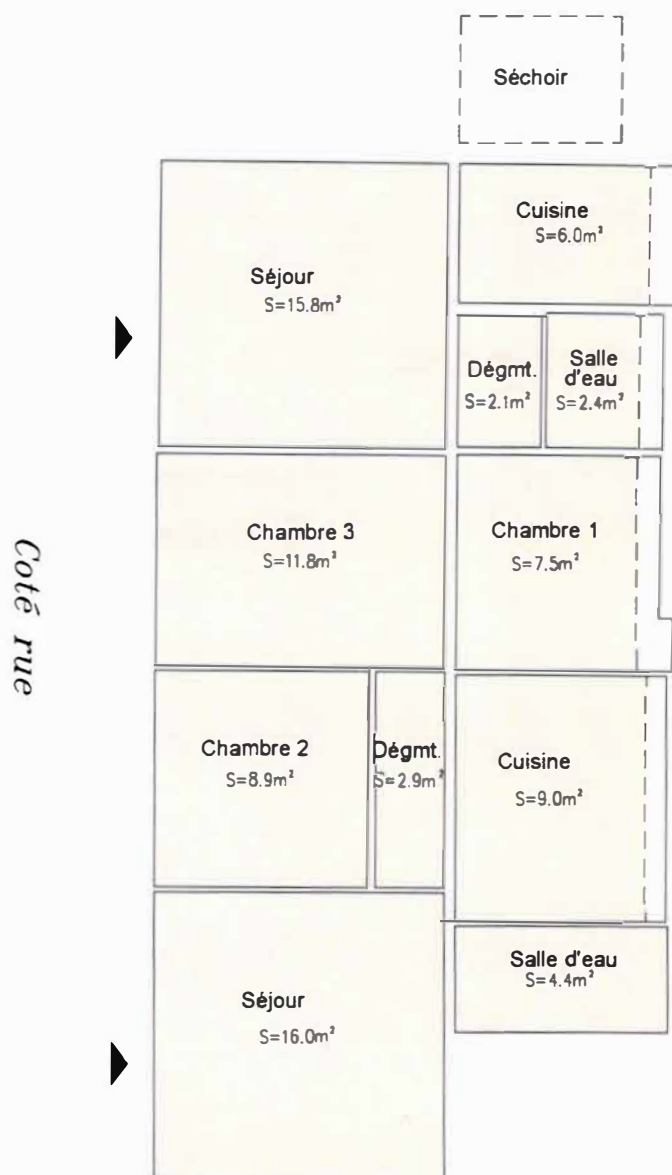 Séchoir
Cuisine
S=6.0m²
Séjour
S=15.8m²
Dégmt.
S=2.1m²
Salle
d'eau
S=2.4m²
Chambre 3
S=11.8m²
Chambre 1
S=7.5m²
Coté rue
Chambre 2
S=8.9m²
Dégmt.
S=2.9m²
Cuisine
S=9.0m²
Salle d'eau
S=4.4m²
Séjour
S=16.0m²